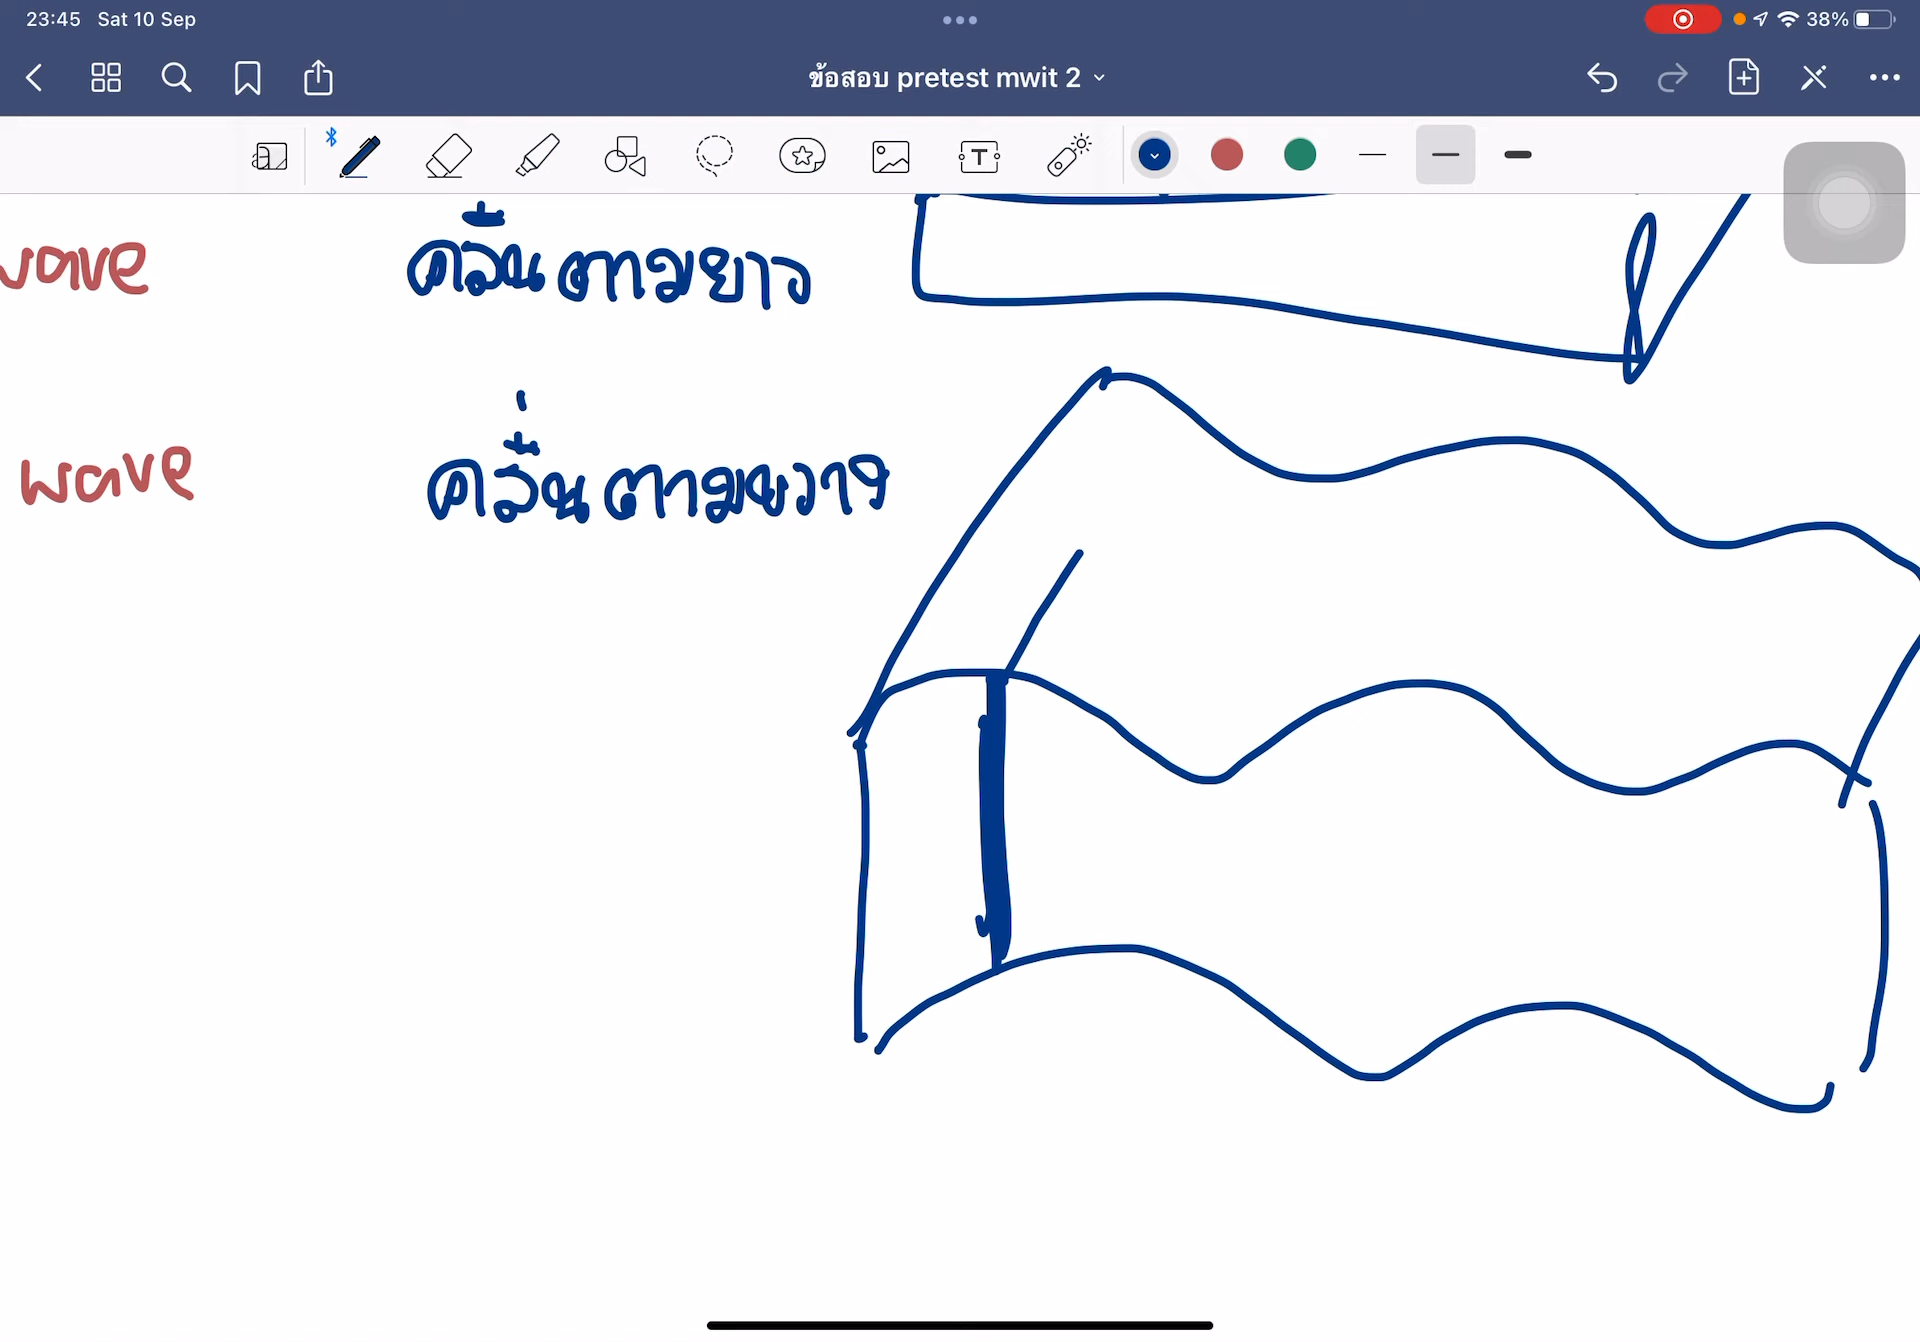 23:45 Sat 10 Sep 38%
ข้อสอบ pretest mwit 2
wave คลื่นตามยาว
wave คลื่นตามขวาง